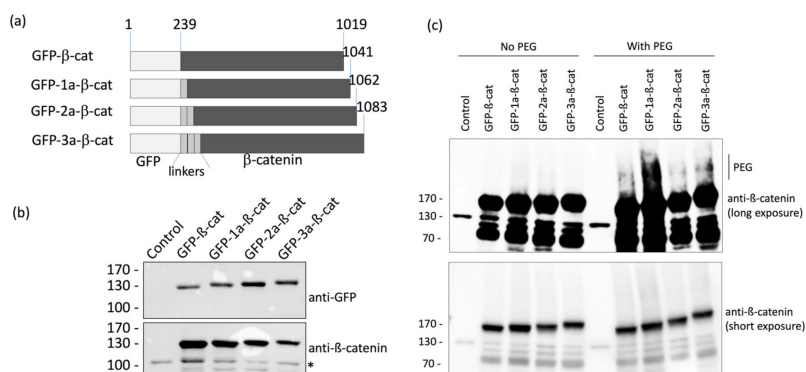 (a)
1 239 1019
GFP-β-cat 1041
GFP-1a-β-cat 1062
GFP-2a-β-cat 1083
GFP-3a-β-cat
GFP linkers β-catenin
(b)
Control GFP-ß-cat GFP-1a-ß-cat GFP-2a-ß-cat GFP-3a-ß-cat
170 -
130 -
100 -
anti-GFP
170 -
130 -
100 -
anti-ß-catenin
*
(c)
No PEG With PEG
Control GFP-ß-cat GFP-1a-ß-cat GFP-2a-ß-cat GFP-3a-ß-cat Control GFP-ß-cat GFP-1a-ß-cat GFP-2a-ß-cat GFP-3a-ß-cat
PEG
170 -
130 -
70 -
anti-ß-catenin
(long exposure)
170 -
130 -
70 -
anti-ß-catenin
(short exposure)